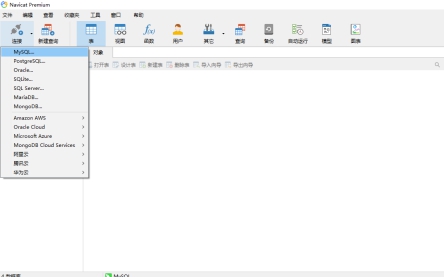 Navicat Premium
文件 编辑 查看 收藏夹 工具 窗口 帮助
连接 新建查询 表 视图 函数 用户 其它 查询 备份 自动运行 模型 图表
MySQL...
对象
PostgreSQL...
打开表 设计表 新建表 删除表 导入向导 导出向导
Oracle...
SQLite...
SQL Server...
MariaDB...
MongoDB...
Amazon AWS
Oracle Cloud
Microsoft Azure
MongoDB Cloud Services
阿里云
腾讯云
华为云
MySQL